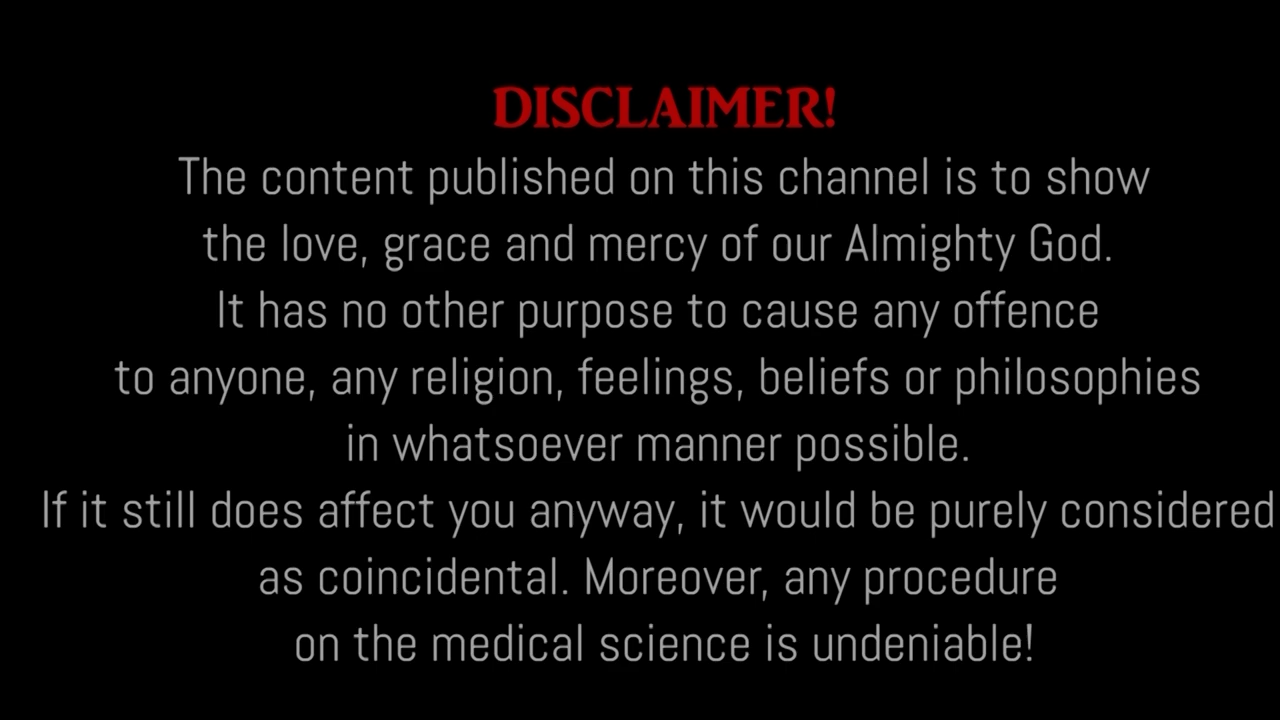 DISCLAIMER!
The content published on this channel is to show
the love, grace and mercy of our Almighty God.
It has no other purpose to cause any offence
to anyone, any religion, feelings, beliefs or philosophies
in whatsoever manner possible.
If it still does affect you anyway, it would be purely considered
as coincidental. Moreover, any procedure
on the medical science is undeniable!